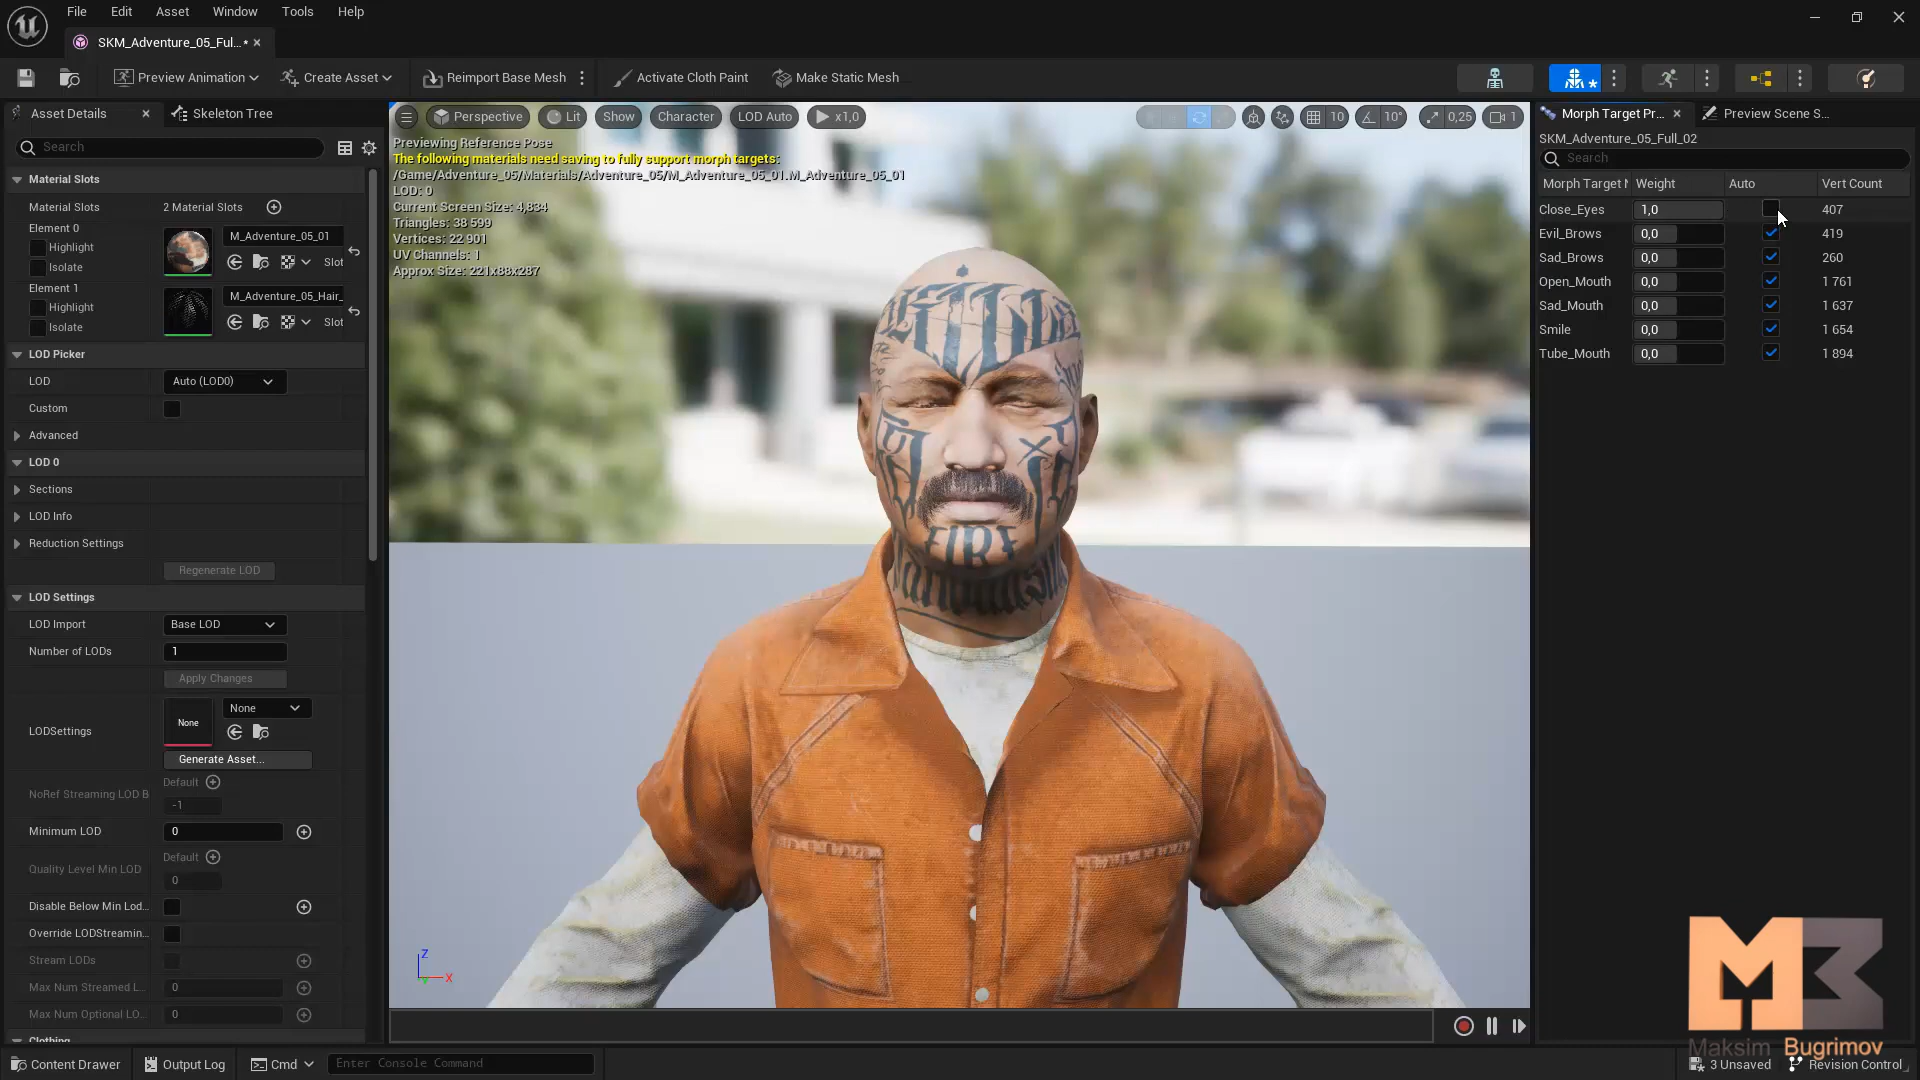 File Edit Asset Window Tools Help
SKM_Adventure_05_Ful...*
Preview Animation Create Asset Reimport Base Mesh Activate Cloth Paint Make Static Mesh
Asset Details Skeleton Tree
Search
Material Slots
Material Slots 2 Material Slots
Element 0
Highlight
Isolate
M_Adventure_05_01
Slot
Element 1
Highlight
Isolate
M_Adventure_05_Hair_
Slot
LOD Picker
LOD Auto (LOD0)
Custom
Advanced
LOD 0
Sections
LOD Info
Reduction Settings
Regenerate LOD
LOD Settings
LOD Import Base LOD
Number of LODs 1
Apply Changes
LODSettings None None
Generate Asset...
Default
NoRef Streaming LOD B
-1
Minimum LOD 0
Default
Quality Level Min LOD
0
Disable Below Min Lod...
Override LODStreamin...
Stream LODs
Max Num Streamed L... 0
Max Num Optional LO... 0
Clothing
Perspective Lit Show Character LOD Auto x1,0 10 10° 0,25 1
Previewing Reference Pose
The following materials need saving to fully support morph targets:
/Game/Adventure_05/Materials/Adventure_05/M_Adventure_05_01.M_Adventure_05_01
LOD: 0
Current Screen Size: 4,834
Triangles: 38 599
Vertices: 22 901
UV Channels: 1
Approx Size: 221x88x287
FIRE
Z
X
Y
Morph Target Pr... Preview Scene S...
SKM_Adventure_05_Full_02
Search
Morph Target N Weight Auto Vert Count
Close_Eyes 1,0 407
Evil_Brows 0,0 419
Sad_Brows 0,0 260
Open_Mouth 0,0 1 761
Sad_Mouth 0,0 1 637
Smile 0,0 1 654
Tube_Mouth 0,0 1 894
Maksim Bugrimov
Content Drawer Output Log Cmd Enter Console Command 3 Unsaved Revision Control